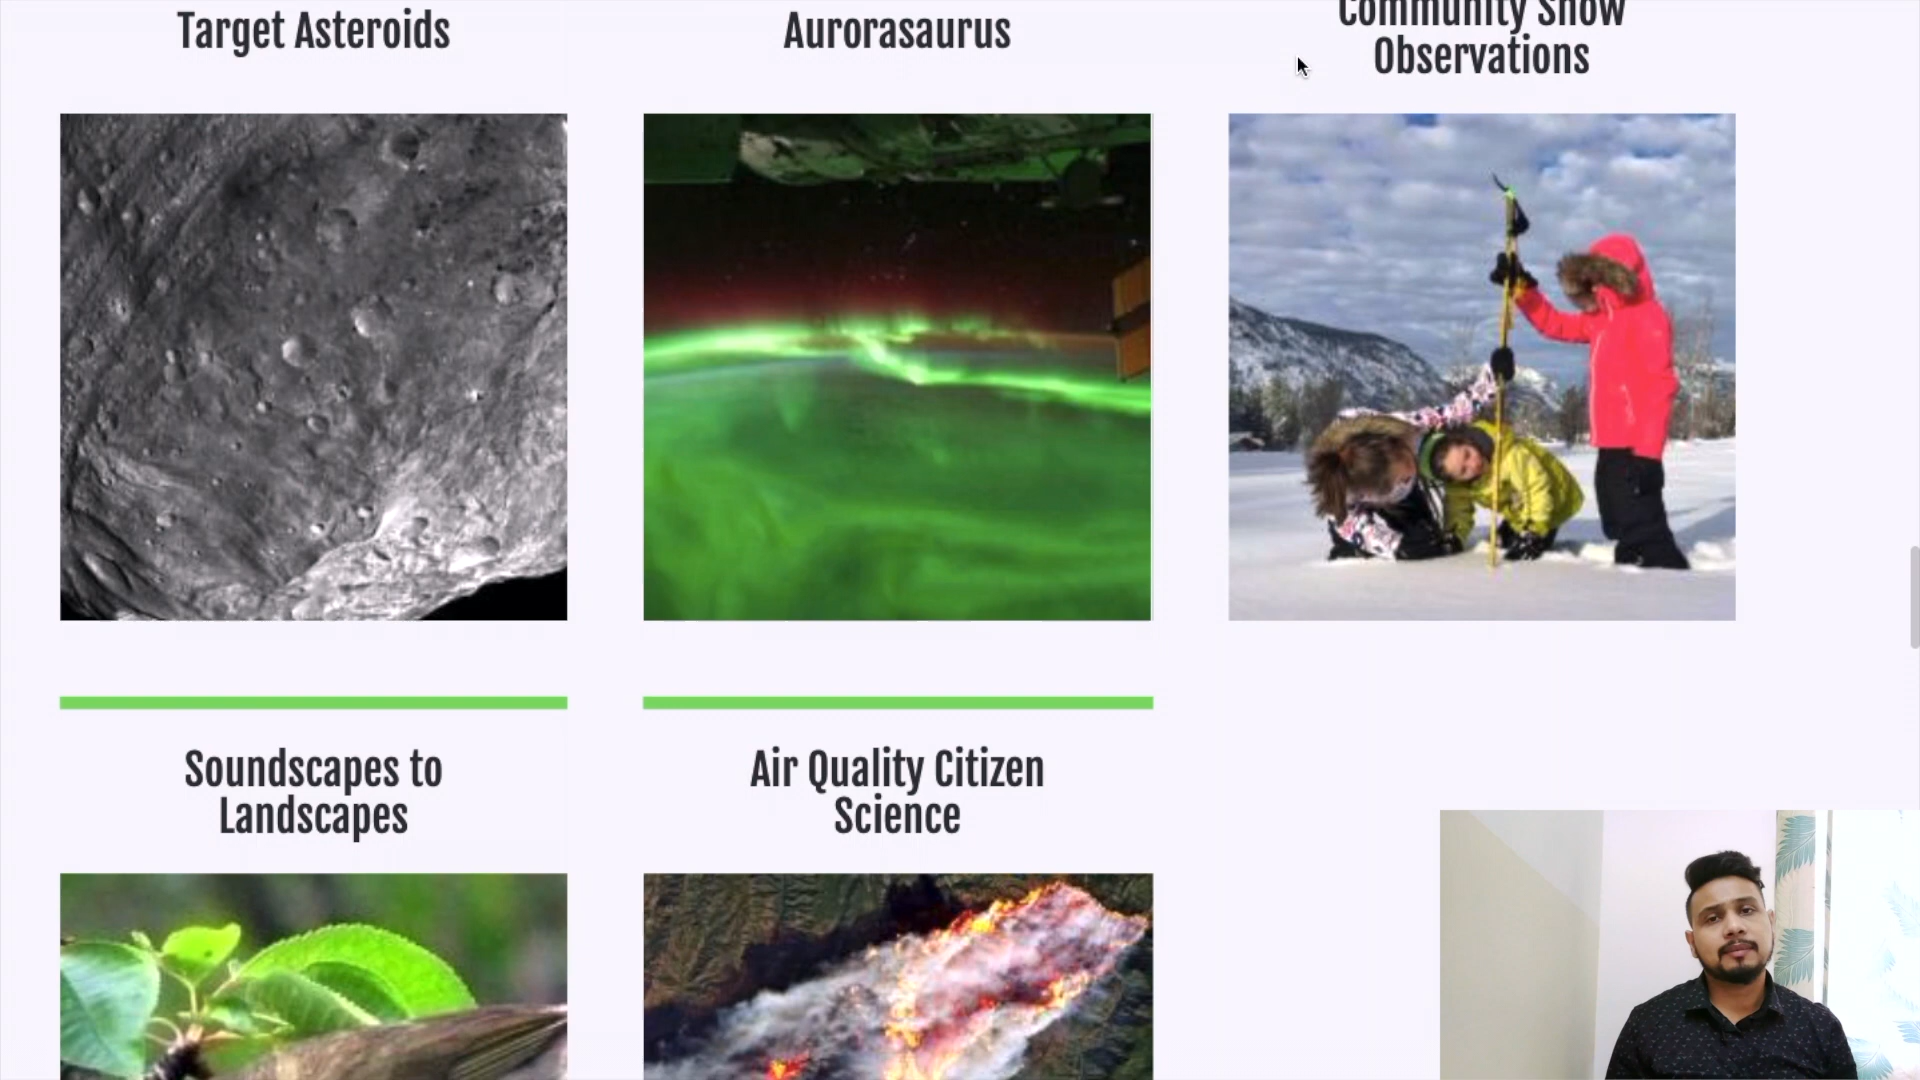 Target Asteroids
Aurorasaurus
Community Snow
Observations
Soundscapes to
Landscapes
Air Quality Citizen
Science